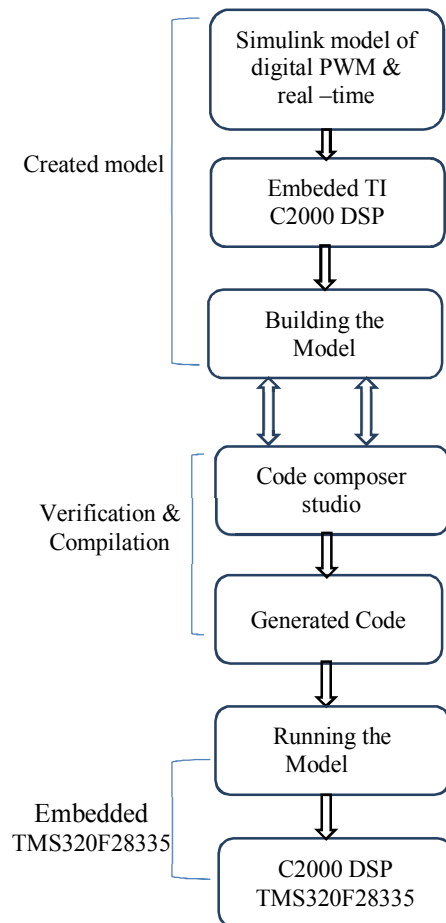 Simulink model of
digital PWM &
real –time
Created model
Embeded TI
C2000 DSP
Building the
Model
Code composer
studio
Verification &
Compilation
Generated Code
Running the
Model
Embedded
TMS320F28335
C2000 DSP
TMS320F28335